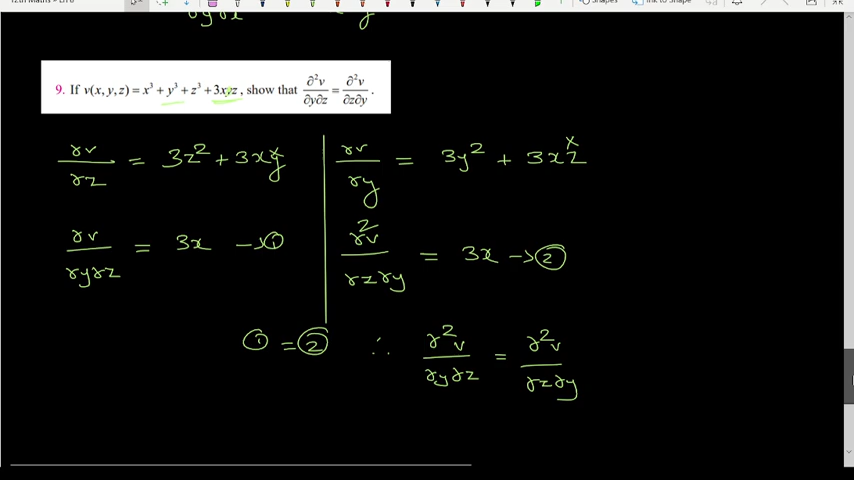 9. If v(x, y, z) = x³ + y³ + z³ + 3xyz, show that ∂²v/∂y∂z = ∂²v/∂z∂y.
∂v/∂z = 3z² + 3xy
∂v/∂y∂z = 3x → ①
∂v/∂y = 3y² + 3xz
∂²v/∂z∂y = 3x → ②
① = ② ∴ ∂²v/∂y∂z = ∂²v/∂z∂y